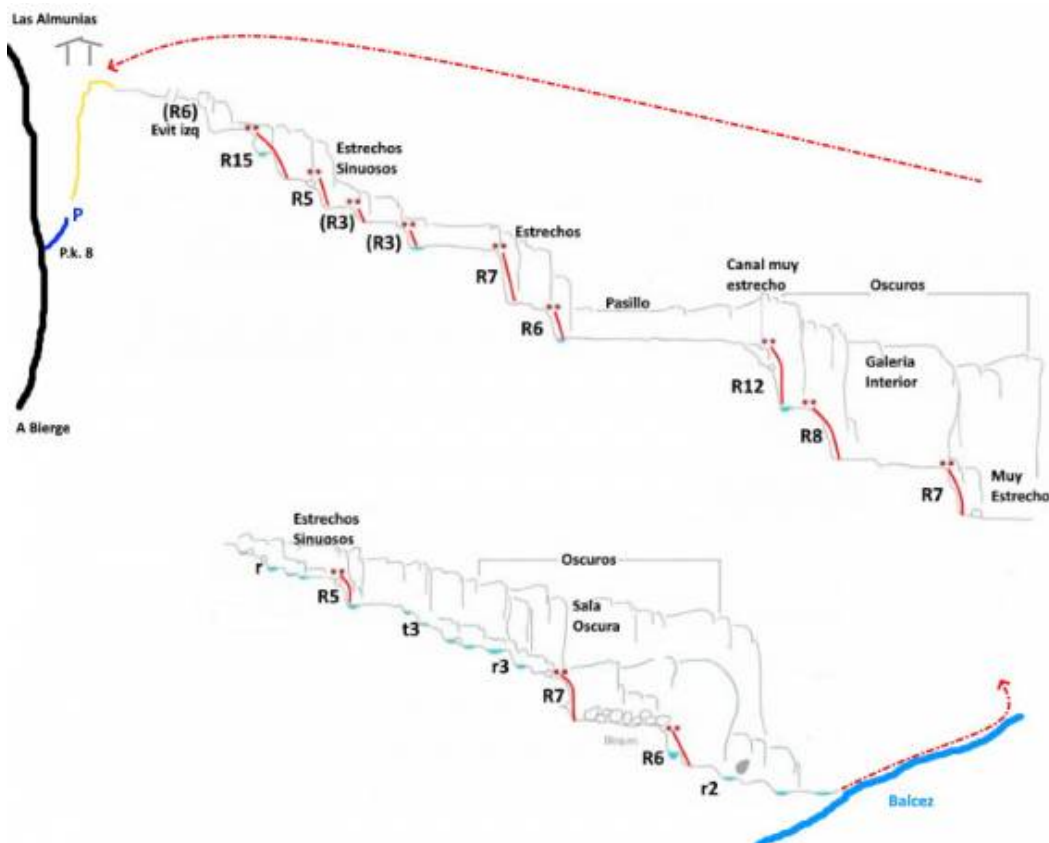 Las Almunias
(R6)
Evit izq
R15
Estrechos
Sinuosos
R5
(R3)
(R3)
P
P.k. 8
Estrechos
R7
R6
Pasillo
Canal muy
estrecho
Oscuros
R12
Galeria
Interior
R8
R7
Muy
Estrecho
A Bierge
Estrechos
Sinuosos
r
R5
Oscuros
t3
Sala
Oscura
r3
R7
R6
r2
Balcez